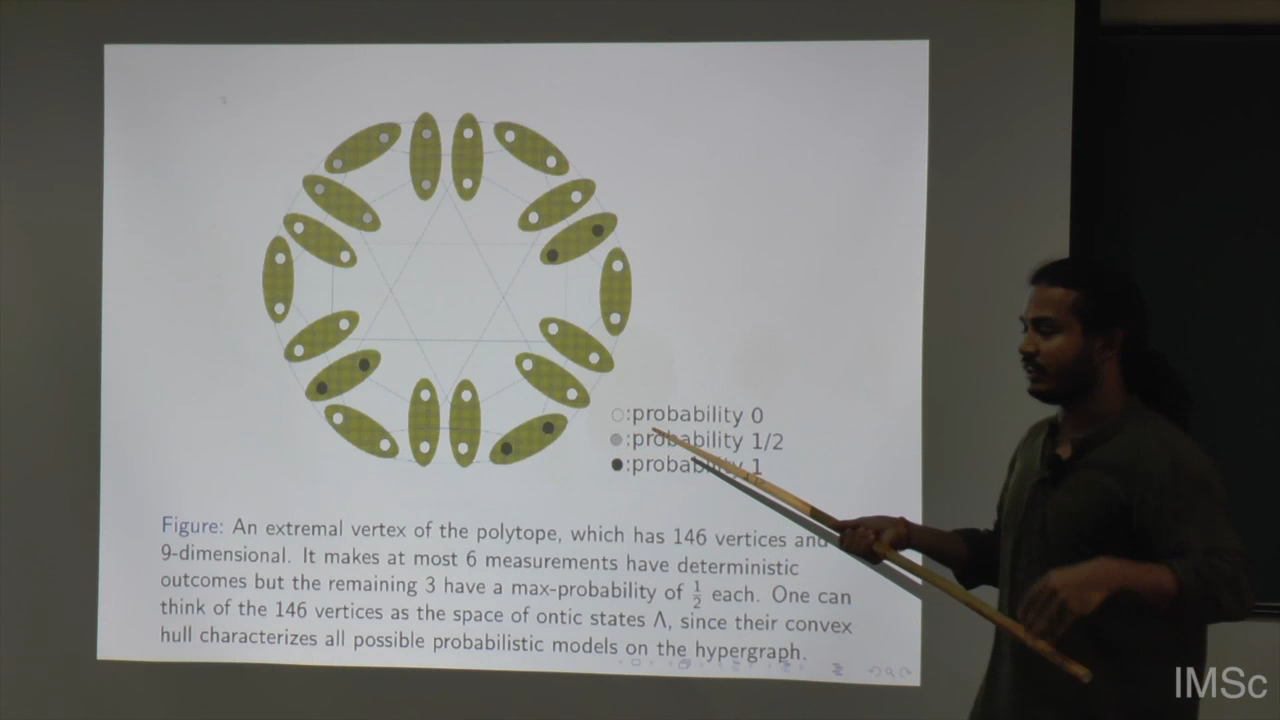 :probability 0
:probability 1/2
:probability 1
Figure: An extremal vertex of the polytope, which has 146 vertices and
9-dimensional. It makes at most 6 measurements have deterministic
outcomes but the remaining 3 have a max-probability of 1/2 each. One can
think of the 146 vertices as the space of ontic states Λ, since their convex
hull characterizes all possible probabilistic models on the hypergraph.
IMSc